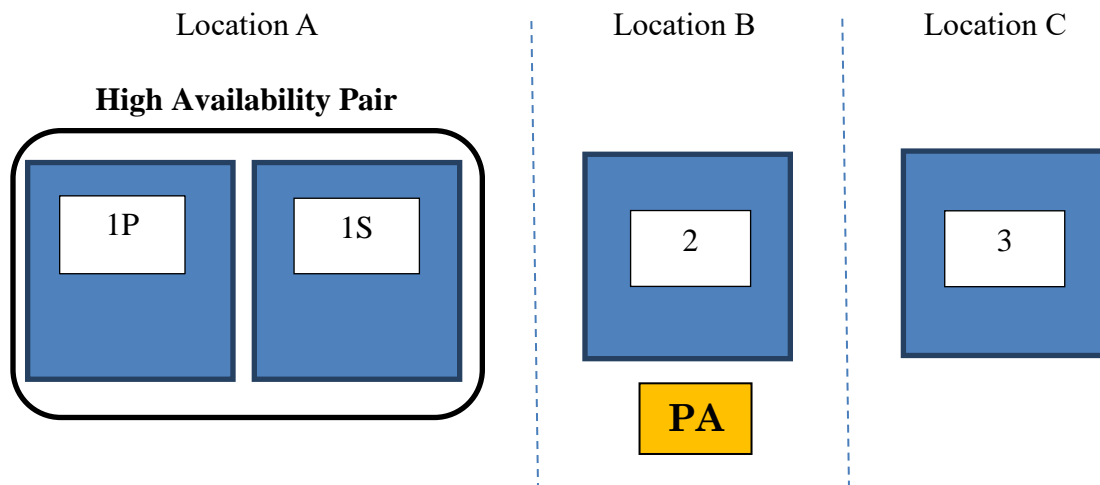 Location A
Location B
Location C
High Availability Pair
1P
1S
2
3
PA